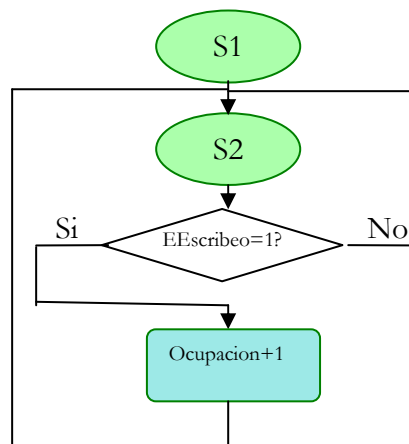 S1
S2
Si
EEscribeo=1?
No
Ocupacion+1